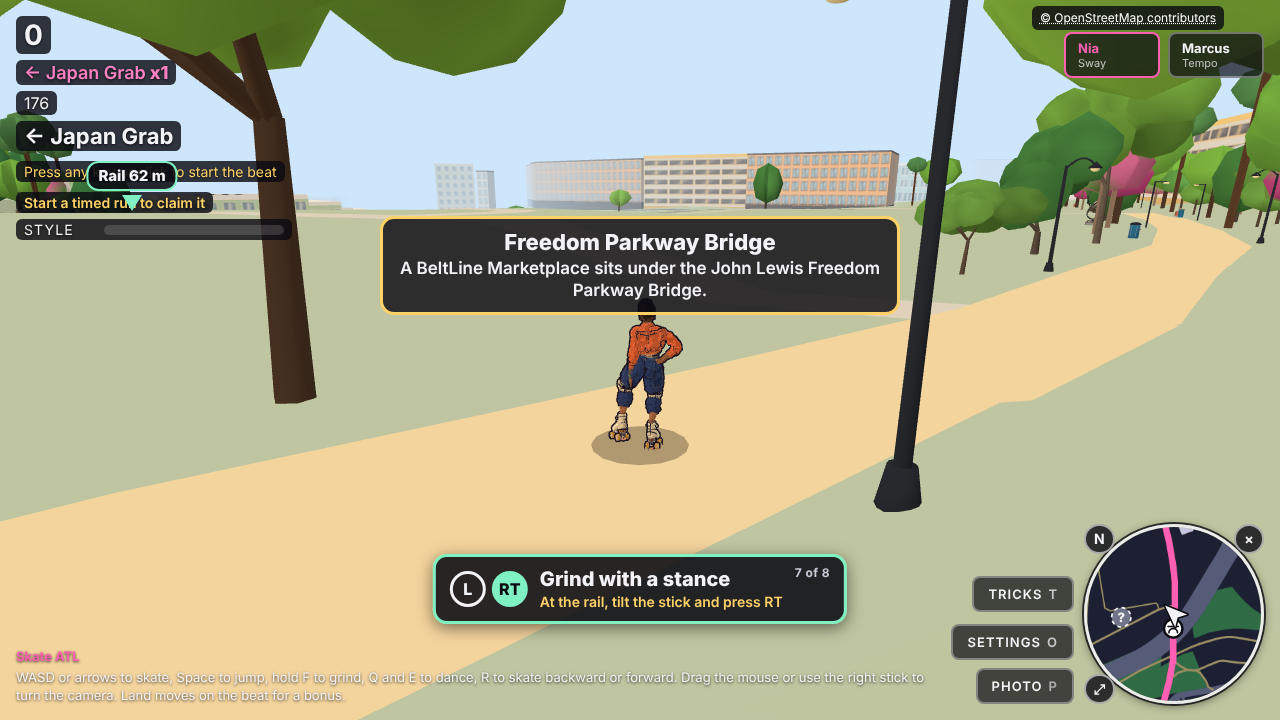 0
← Japan Grab x1
176
← Japan Grab
Press any
o start the beat
Rail 62 m
Start a timed run to claim it
STYLE
© OpenStreetMap contributors
Nia
Sway
Marcus
Tempo
Freedom Parkway Bridge
A BeltLine Marketplace sits under the John Lewis Freedom
Parkway Bridge.
L RT
Grind with a stance
7 of 8
At the rail, tilt the stick and press RT
TRICKS T
SETTINGS O
PHOTO P
N
×
?
Skate ATL
WASD or arrows to skate, Space to jump, hold F to grind, Q and E to dance, R to skate backward or forward. Drag the mouse or use the right stick to
turn the camera. Land moves on the beat for a bonus.